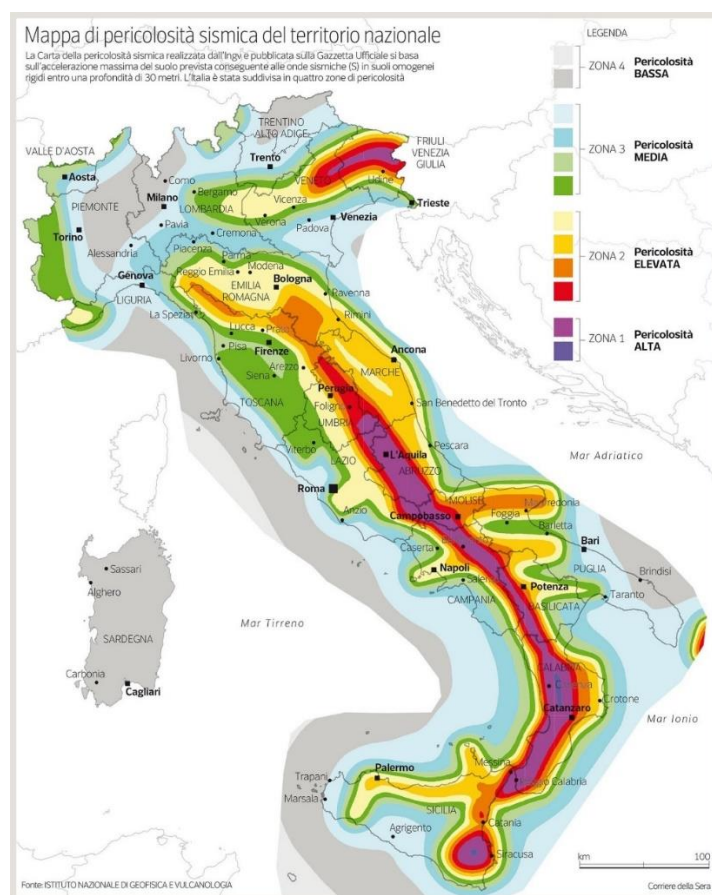 Mappa di pericolosità sismica del territorio nazionale
La Carta della pericolosità sismica realizzata dall'Ingv e pubblicata sulla Gazzetta Ufficiale si basa
sull'accelerazione massima del suolo prevista conseguente alle onde sismiche (S) in suoli omogenei
rigidi entro una profondità di 30 metri. L'Italia è stata suddivisa in quattro zone di pericolosità
LEGENDA
ZONA 4 Pericolosità
BASSA
ZONA 3 Pericolosità
MEDIA
ZONA 2 Pericolosità
ELEVATA
ZONA 1 Pericolosità
ALTA
TRENTINO
ALTO ADICE
FRIULI
VENEZIA
GIULIA
VALLE D'AOSTA
Aosta
Trento
Como
Bergamo
VENETO
Udine
Milano
LOMBARDIA
Vicenza
Trieste
PIEMONTE
Verona
Venezia
Padova
Torino
Pavia
Cremona
Piacenza
Alessandria
Parma
Modena
Reggio Emilia
Genova
Bologna
LIGURIA
EMILIA
ROMAGNA
Ravenna
La Spezia
Rimini
Lucca
Prato
Pisa
Firenze
Ancona
Livorno
Arezzo
MARCHE
Siena
Perugia
San Benedetto del Tronto
TOSCANA
Foligno
UMBRIA
Pescara
Viterbo
L'Aquila
LAZIO
ABRUZZO
Mar Adriatico
Roma
MOLISE
Manfredonia
Campobasso
Foggia
Anzio
Barletta
Caserta
Bari
Napoli
PUGLIA
Brindisi
Salerno
Potenza
CAMPANIA
BASILICATA
Taranto
Sassari
Alghero
Mar Tirreno
SARDEGNA
Carbonia
Cagliari
CALABRIA
Cosenza
Crotone
Catanzaro
Mar Ionio
Messina
Palermo
Reggio Calabria
Trapani
Marsala
SICILIA
Catania
Agrigento
Siracusa
km 100
Fonte: ISTITUTO NAZIONALE DI GEOFISICA E VULCANOLOGIA
Corriere della Sera